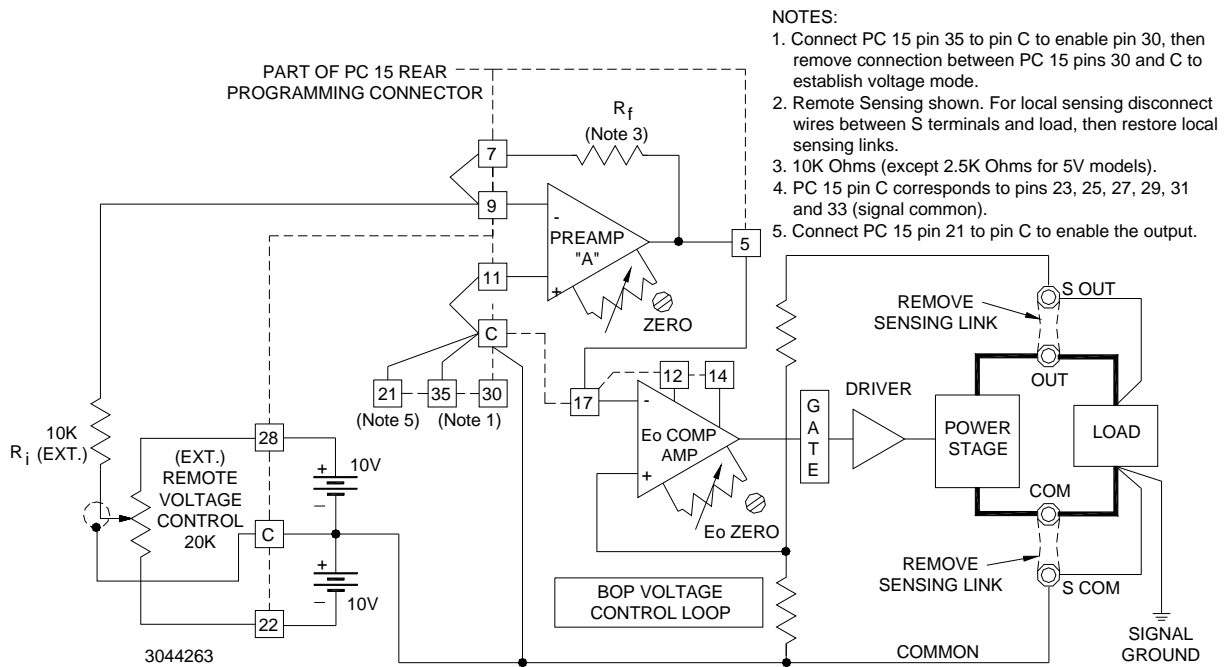 NOTES:
1. Connect PC 15 pin 35 to pin C to enable pin 30, then
remove connection between PC 15 pins 30 and C to
establish voltage mode.
2. Remote Sensing shown. For local sensing disconnect
wires between S terminals and load, then restore local
sensing links.
3. 10K Ohms (except 2.5K Ohms for 5V models).
4. PC 15 pin C corresponds to pins 23, 25, 27, 29, 31
and 33 (signal common).
5. Connect PC 15 pin 21 to pin C to enable the output.
PART OF PC 15 REAR
PROGRAMMING CONNECTOR
Rf
(Note 3)
7
9
-
PREAMP
"A"
5
11
+
ZERO
C
21
35
30
(Note 5)
(Note 1)
17
12
14
-
Eo COMP
AMP
+
Eo ZERO
G
A
T
E
DRIVER
POWER
STAGE
LOAD
S OUT
REMOVE
SENSING LINK
OUT
COM
REMOVE
SENSING LINK
S COM
SIGNAL
GROUND
10K
Ri (EXT.)
28
(EXT.)
REMOTE
VOLTAGE
CONTROL
20K
+
10V
–
C
+
10V
–
22
BOP VOLTAGE
CONTROL LOOP
COMMON
3044263